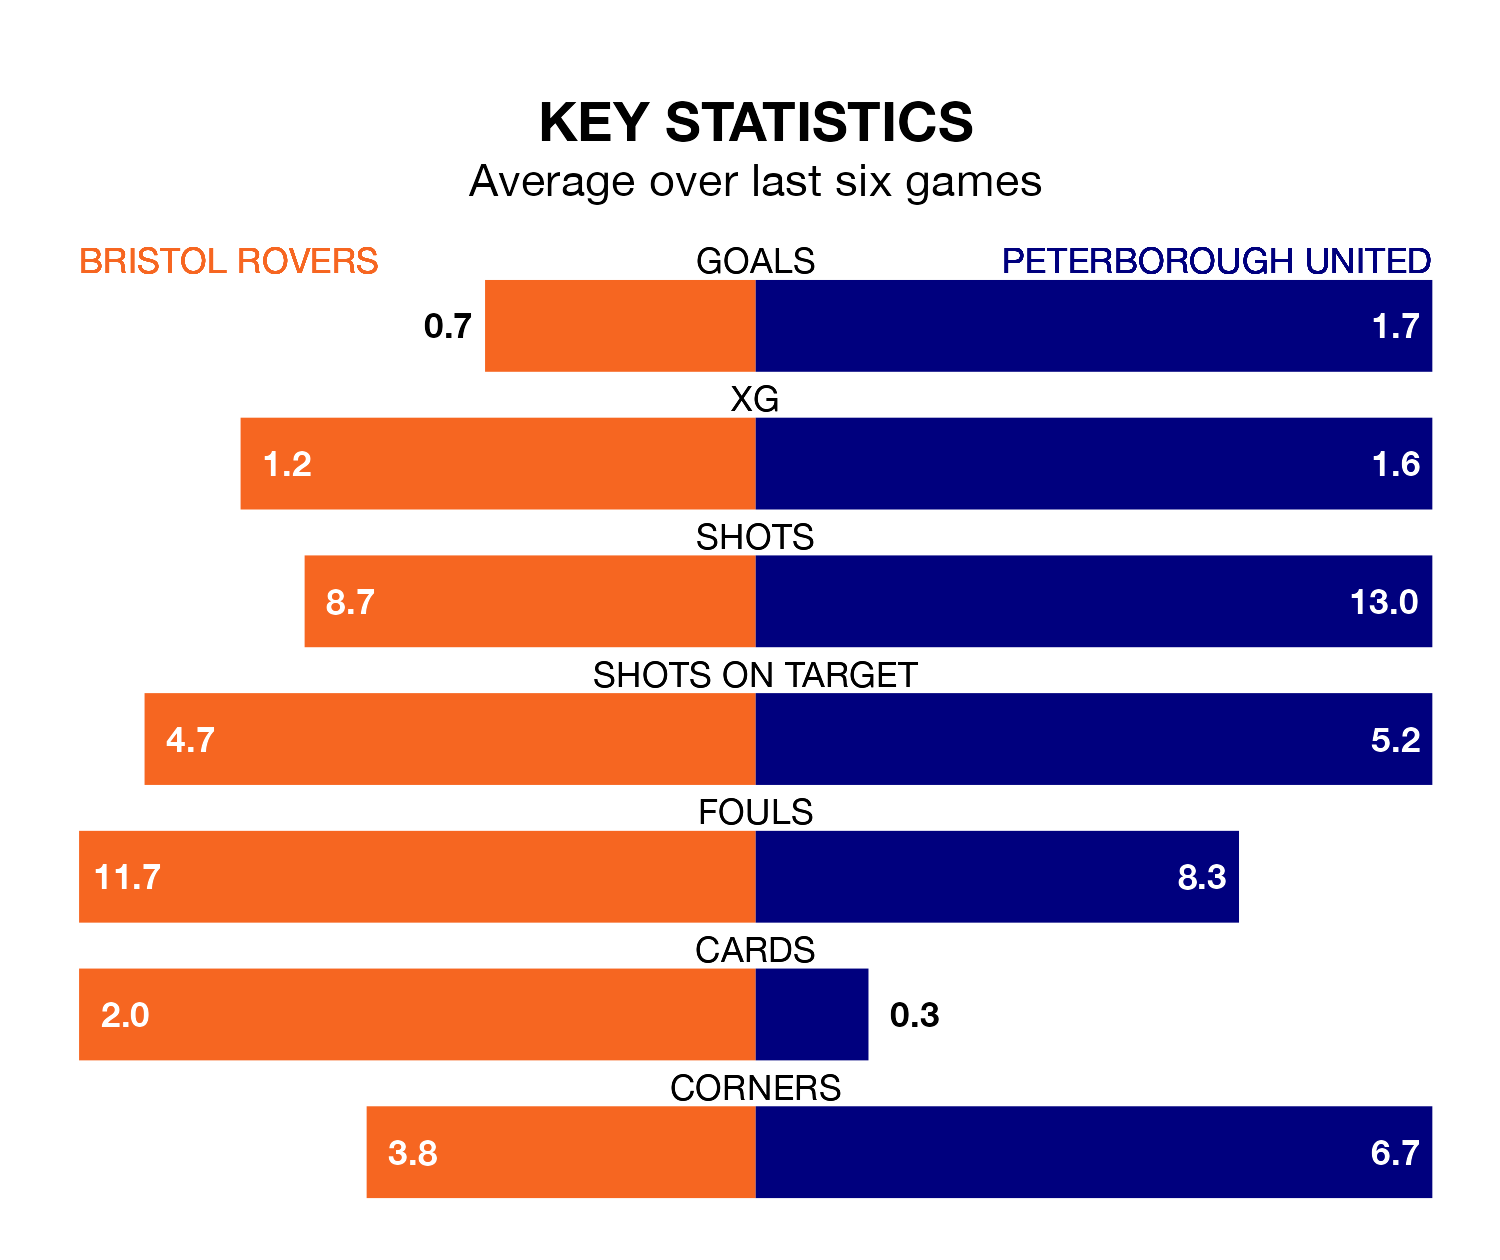 KEY STATISTICS
Average over last six games
BRISTOL ROVERS GOALS PETERBOROUGH UNITED
0.7 1.7
XG
1.2 1.6
SHOTS
8.7 13.0
SHOTS ON TARGET
4.7 5.2
FOULS
11.7 8.3
CARDS
2.0 0.3
CORNERS
3.8 6.7